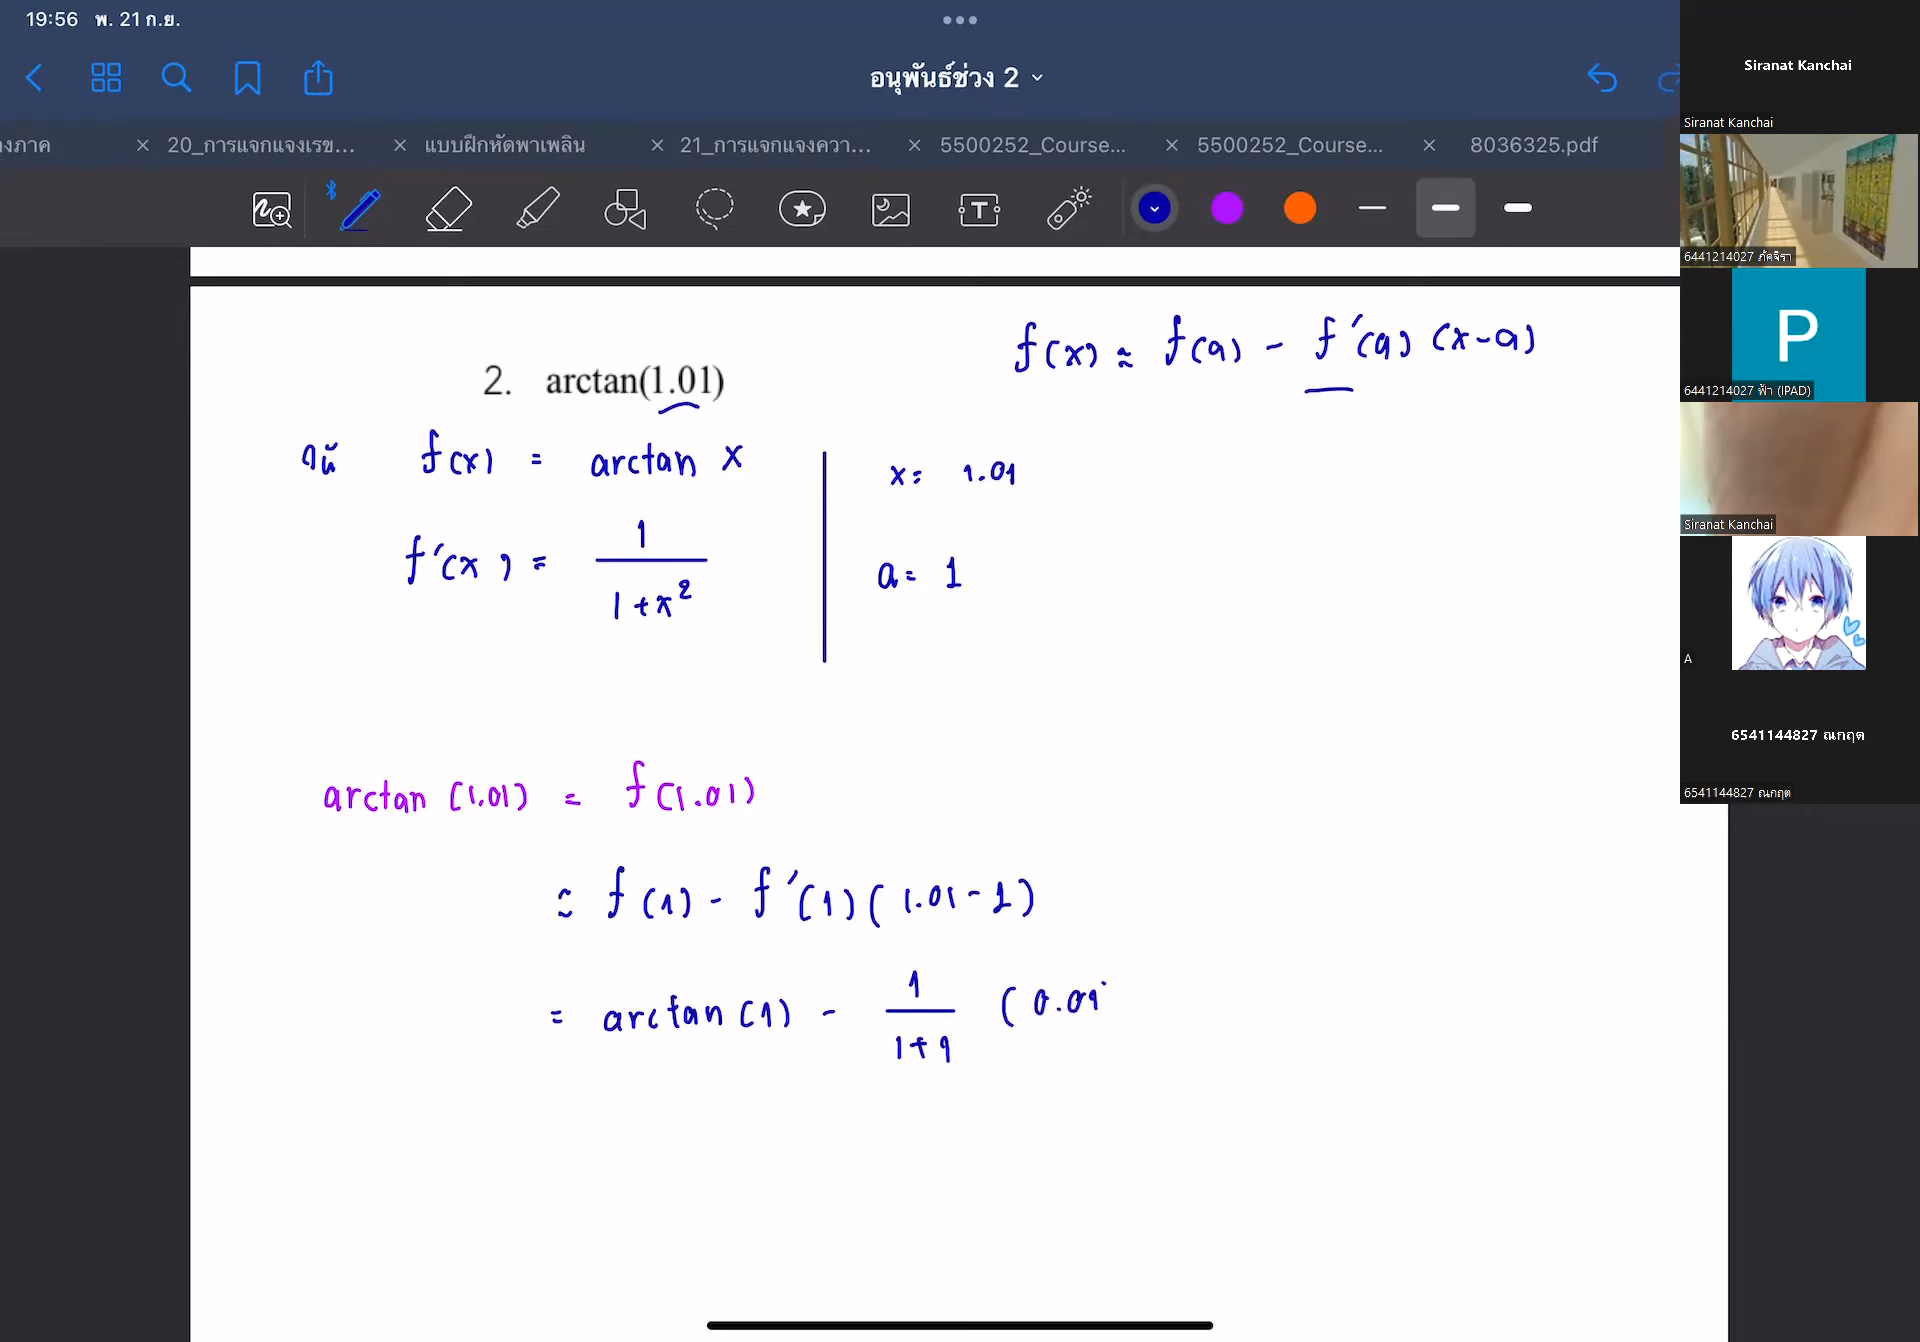 19:56 พ. 21 ก.ย.
อนุพันธ์ช่วง 2
งภาค
20_การแจกแจงเรข...
แบบฝึกหัดพาเพลิน
21_การแจกแจงควา...
5500252_Course...
5500252_Course...
8036325.pdf
f(x) ≈ f(a) - f'(a) (x-a)
2. arctan(1.01)
ให้ f(x) = arctan x
x = 1.01
f'(x) = 1/(1+x²)
a = 1
arctan (1.01) = f(1.01)
≈ f(1) - f'(1)(1.01-1)
= arctan(1) - 1/(1+1) (0.01
Siranat Kanchai
Siranat Kanchai
6441214027 ภัคจิรา
P
6441214027 ฟ้า (IPAD)
Siranat Kanchai
A
6541144827 ณกฤต
6541144827 ณกฤต